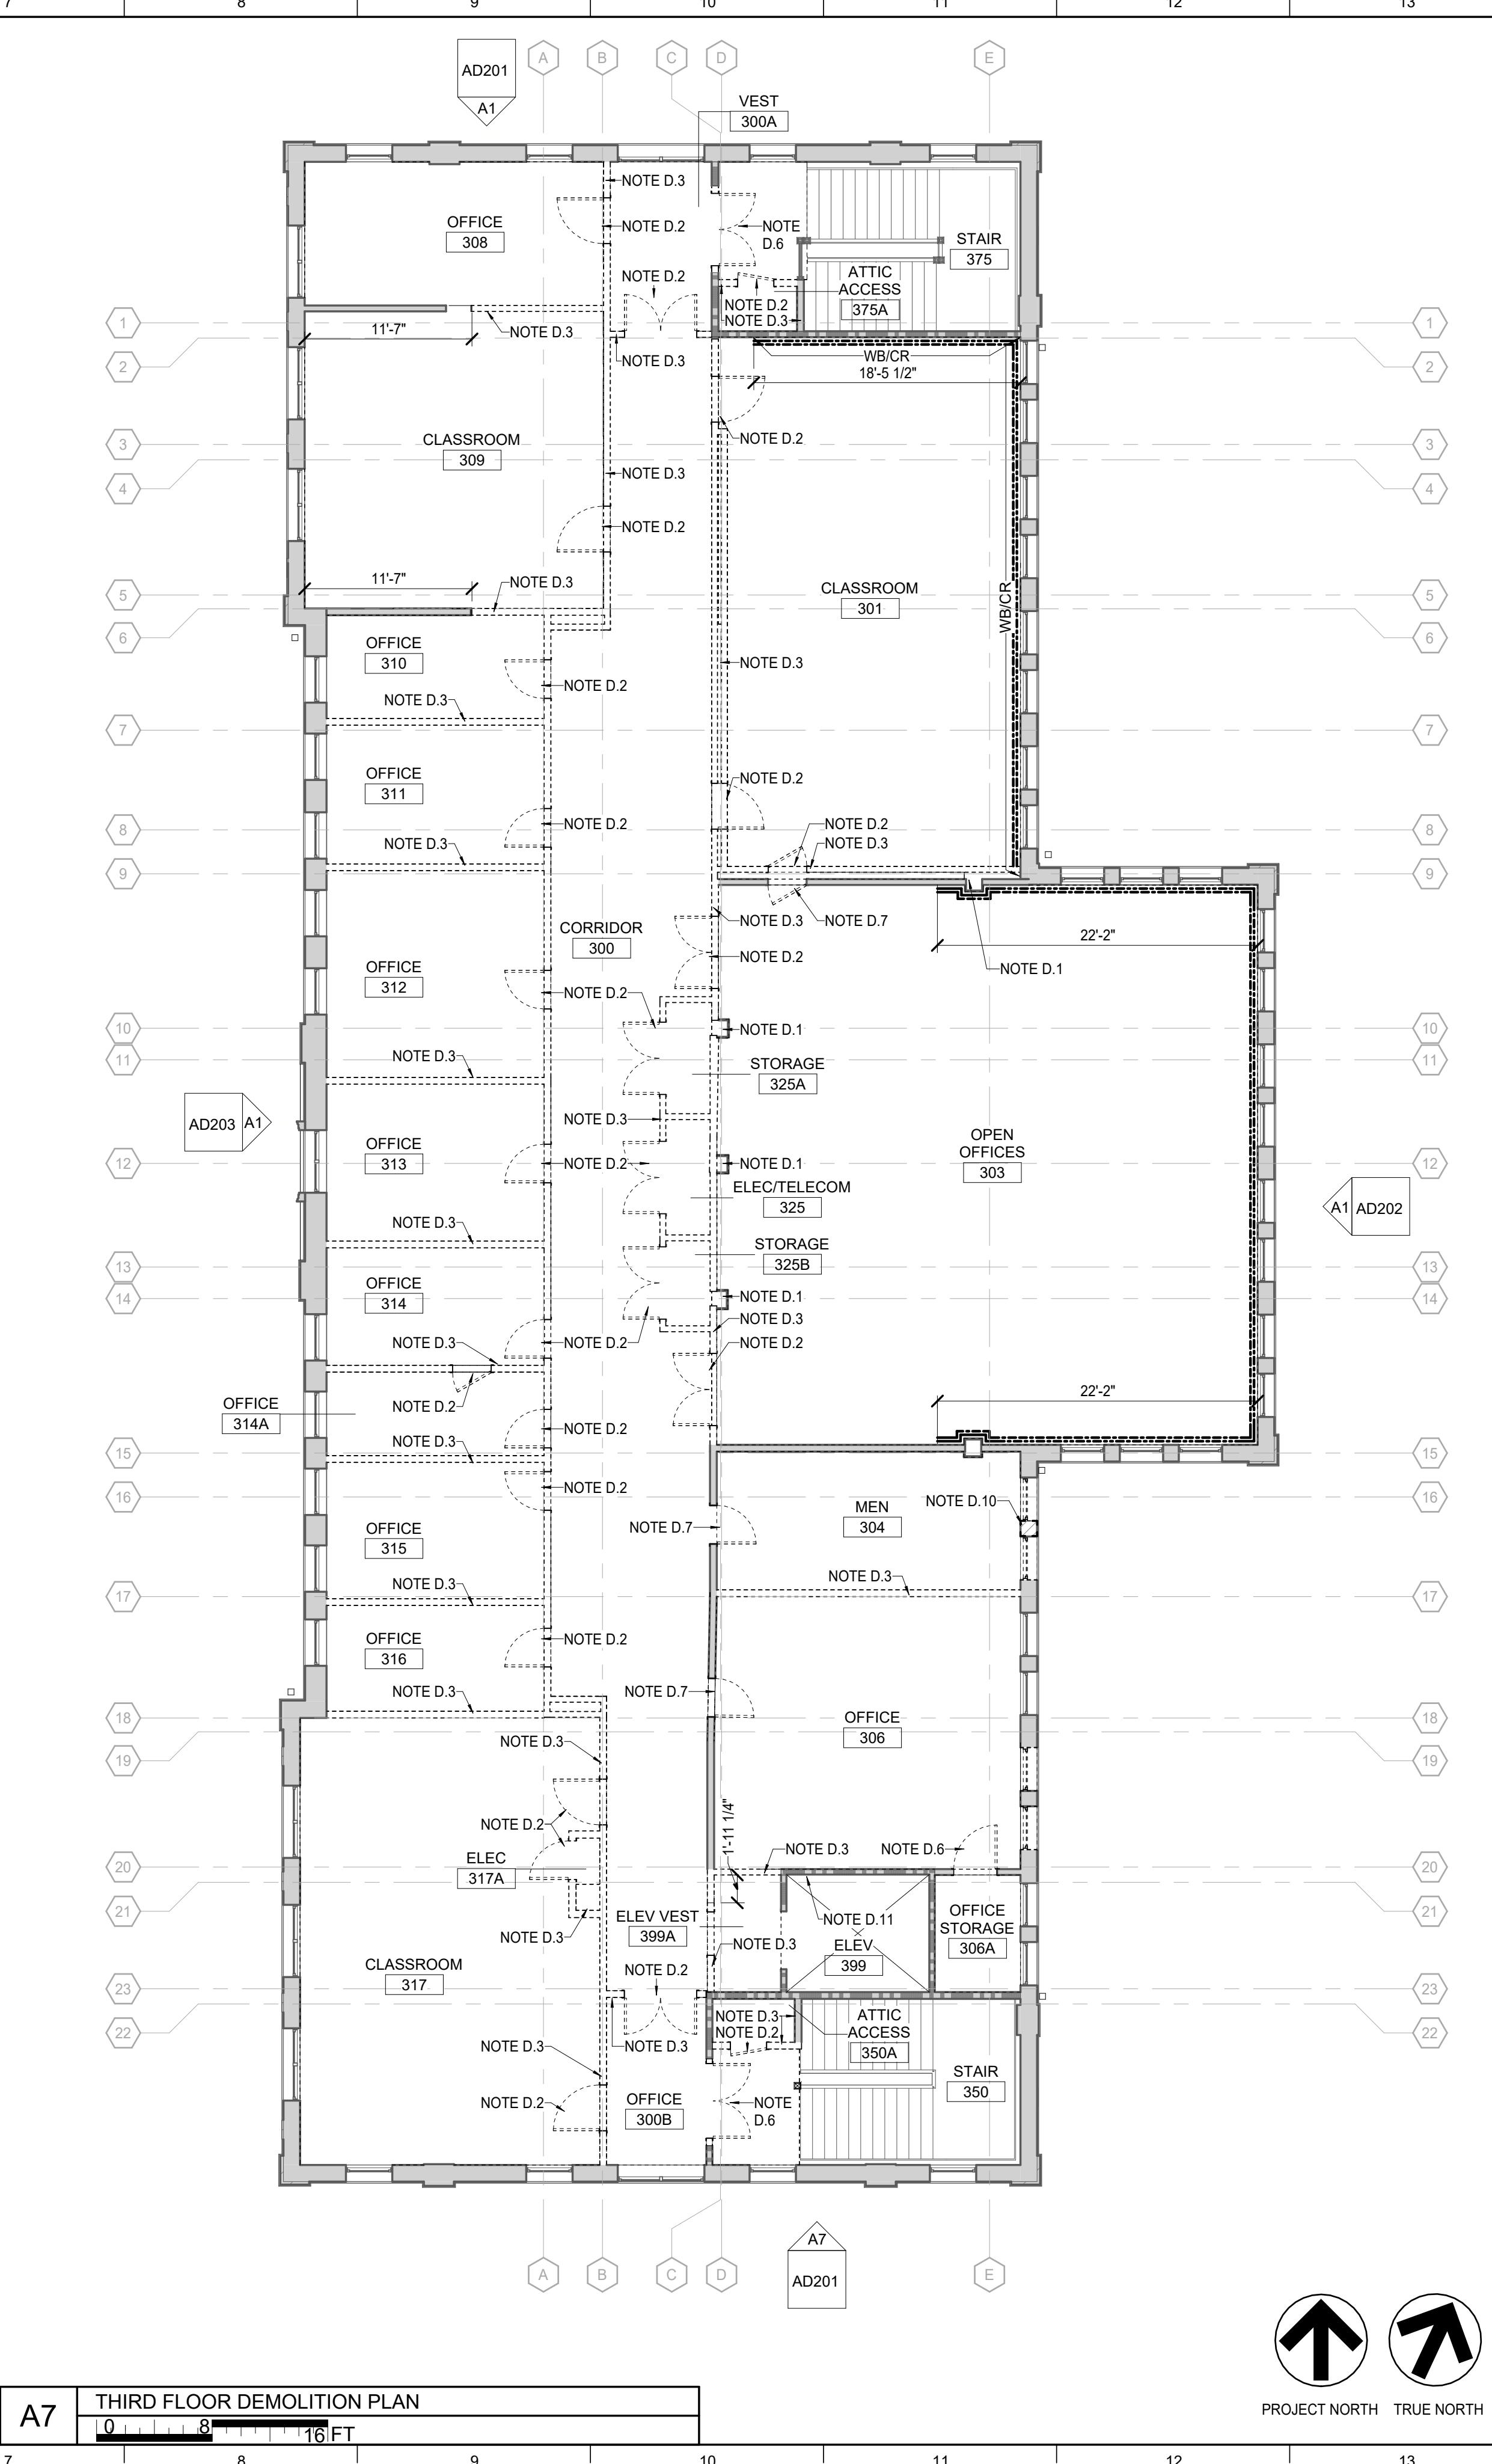 7 8 9 10 11 12 13
A B C D E
AD201
A1
VEST
300A
NOTE D.3
OFFICE
308
NOTE D.2
NOTE
D.6
STAIR
375
NOTE D.2
ATTIC
ACCESS
375A
NOTE D.2
NOTE D.3
1 1
11'-7"
NOTE D.3
NOTE D.3
WB/CR
18'-5 1/2"
2 2
CLASSROOM
309
NOTE D.2
3 3
NOTE D.3
4 4
NOTE D.2
11'-7"
NOTE D.3
CLASSROOM
301
WB/CR
5 5
6 6
OFFICE
310
NOTE D.3
NOTE D.2
NOTE D.3
7 7
OFFICE
311
NOTE D.2
NOTE D.2
NOTE D.2
NOTE D.3
8 8
NOTE D.3
9 9
NOTE D.3
NOTE D.7
CORRIDOR
300
22'-2"
NOTE D.2
OFFICE
312
NOTE D.1
NOTE D.2
10 10
NOTE D.1
NOTE D.3
11 11
STORAGE
325A
AD203
A1
NOTE D.3
OFFICE
313
OPEN
OFFICES
303
12 12
NOTE D.2
NOTE D.1
ELEC/TELECOM
325
A1
AD202
NOTE D.3
STORAGE
325B
13 13
OFFICE
314
14 14
NOTE D.1
NOTE D.3
NOTE D.3
NOTE D.2
NOTE D.2
22'-2"
OFFICE
314A
NOTE D.2
NOTE D.2
NOTE D.3
15 15
NOTE D.2
16 16
MEN
304
NOTE D.10
NOTE D.7
OFFICE
315
NOTE D.3
NOTE D.3
17 17
OFFICE
316
NOTE D.2
NOTE D.3
NOTE D.7
18 18
OFFICE
306
NOTE D.3
19 19
NOTE D.2
1'-11 1/4"
NOTE D.3
NOTE D.6
20 20
ELEC
317A
21 21
ELEV VEST
399A
NOTE D.11
OFFICE
STORAGE
306A
NOTE D.3
NOTE D.3
ELEV
399
CLASSROOM
317
NOTE D.2
23 23
NOTE D.3
NOTE D.2
ATTIC
ACCESS
350A
22 22
NOTE D.3
NOTE D.3
STAIR
350
NOTE D.2
OFFICE
300B
NOTE
D.6
A7
AD201
A B C D E
PROJECT NORTH TRUE NORTH
A7
THIRD FLOOR DEMOLITION PLAN
0 8 16 FT
7 8 9 10 11 12 13